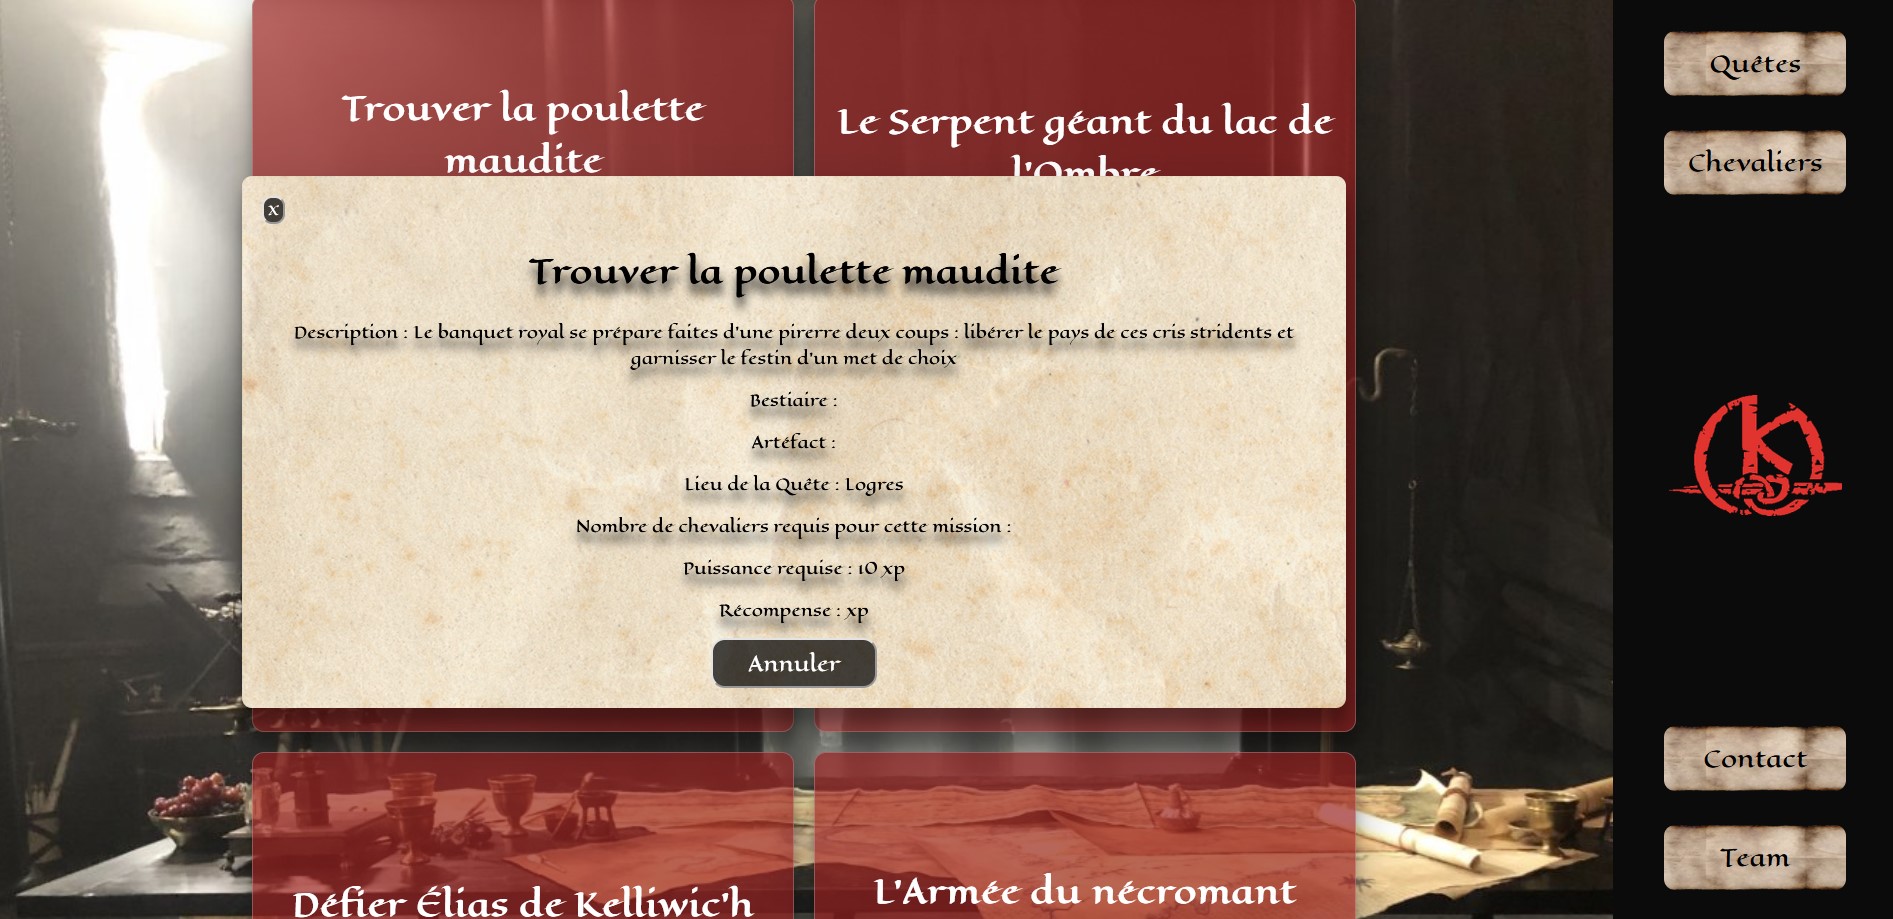 Trouver la poulette
maudite
Le Serpent géant du lac de
l'Ombre
x
Trouver la poulette maudite
Description : Le banquet royal se prépare faites d'une pirerre deux coups : libérer le pays de ces cris stridents et
garnisser le festin d'un met de choix
Bestiaire :
Artéfact :
Lieu de la Quête : Logres
Nombre de chevaliers requis pour cette mission :
Puissance requise : 10 xp
Récompense : xp
Annuler
Défier Élias de Kelliwic'h
L'Armée du nécromant
Quêtes
Chevaliers
K
Contact
Team